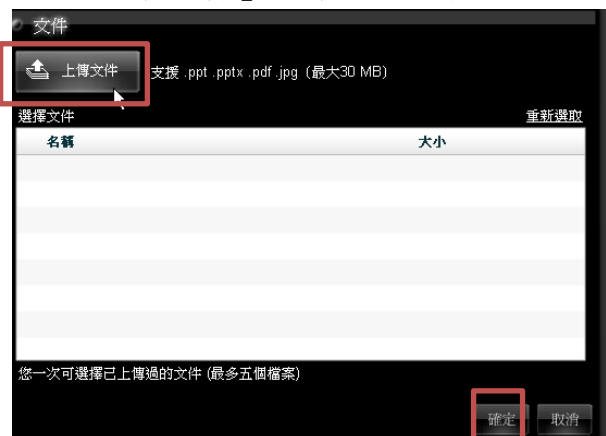 文件
上傳文件 支援 .ppt .pptx .pdf .jpg (最大30 MB)
選擇文件 重新選取
名稱 大小
您一次可選擇已上傳過的文件 (最多五個檔案)
確定 取消